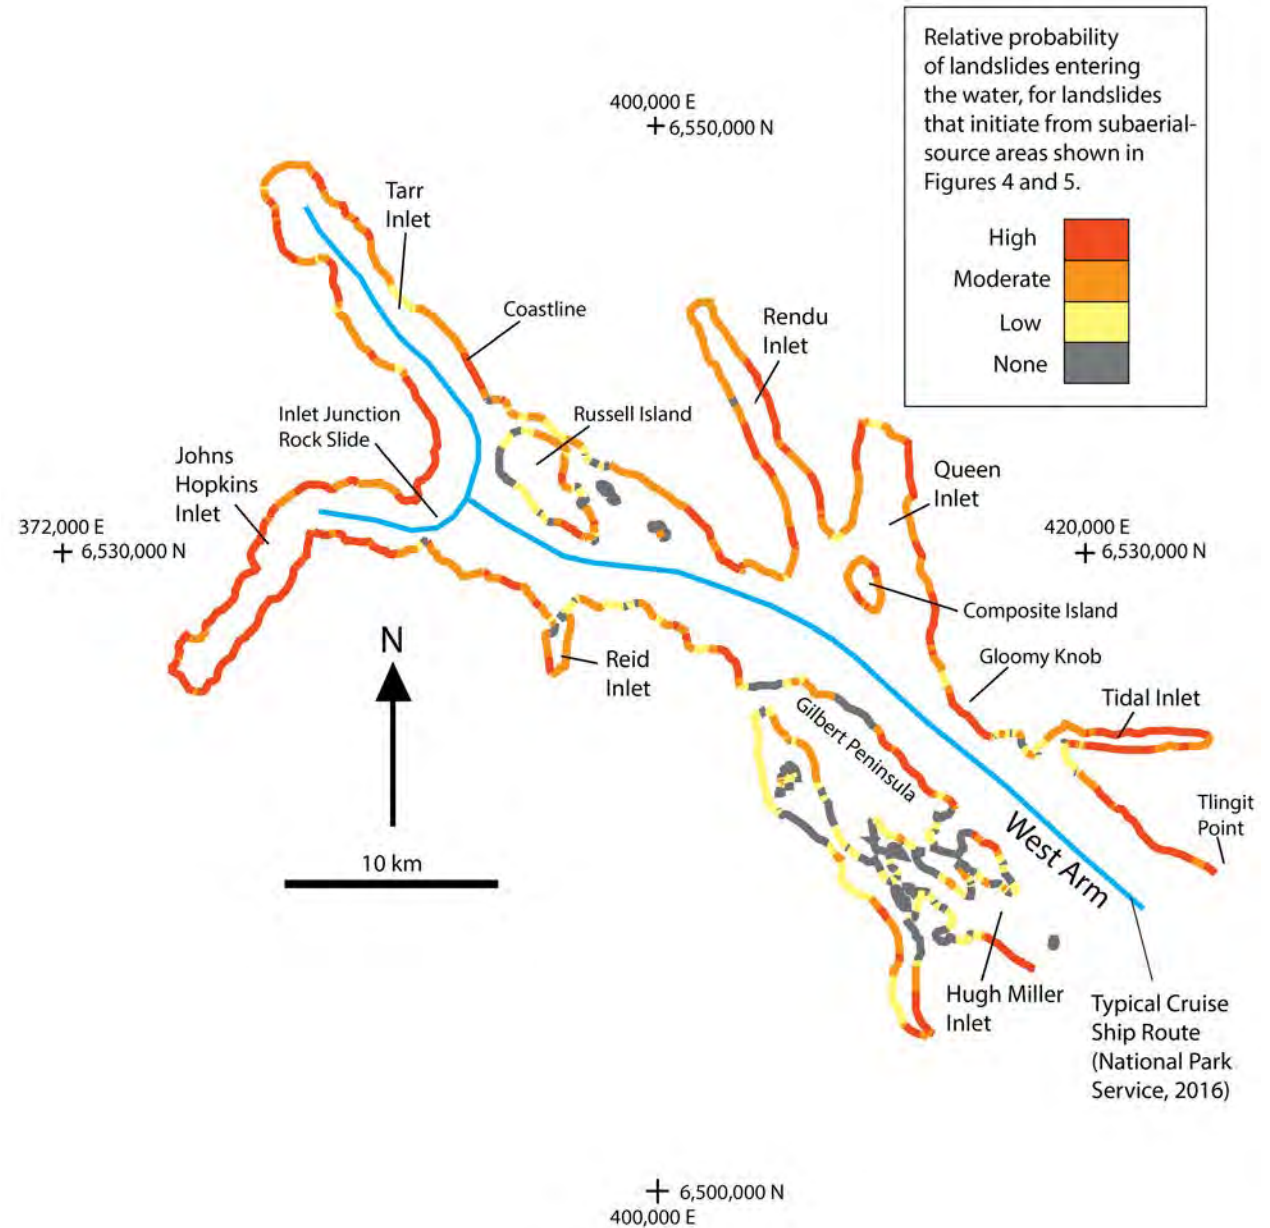 Relative probability
of landslides entering
the water, for landslides
that initiate from subaerial-
source areas shown in
Figures 4 and 5.
High
Moderate
Low
None
400,000 E
6,550,000 N
Tarr
Inlet
Coastline
Rendu
Inlet
Inlet Junction
Rock Slide
Russell Island
Johns
Hopkins
Inlet
Queen
Inlet
372,000 E
6,530,000 N
420,000 E
6,530,000 N
Composite Island
N
Reid
Inlet
Gloomy Knob
Tidal Inlet
Gilbert Peninsula
Tlingit
Point
West Arm
10 km
Hugh Miller
Inlet
Typical Cruise
Ship Route
(National Park
Service, 2016)
6,500,000 N
400,000 E